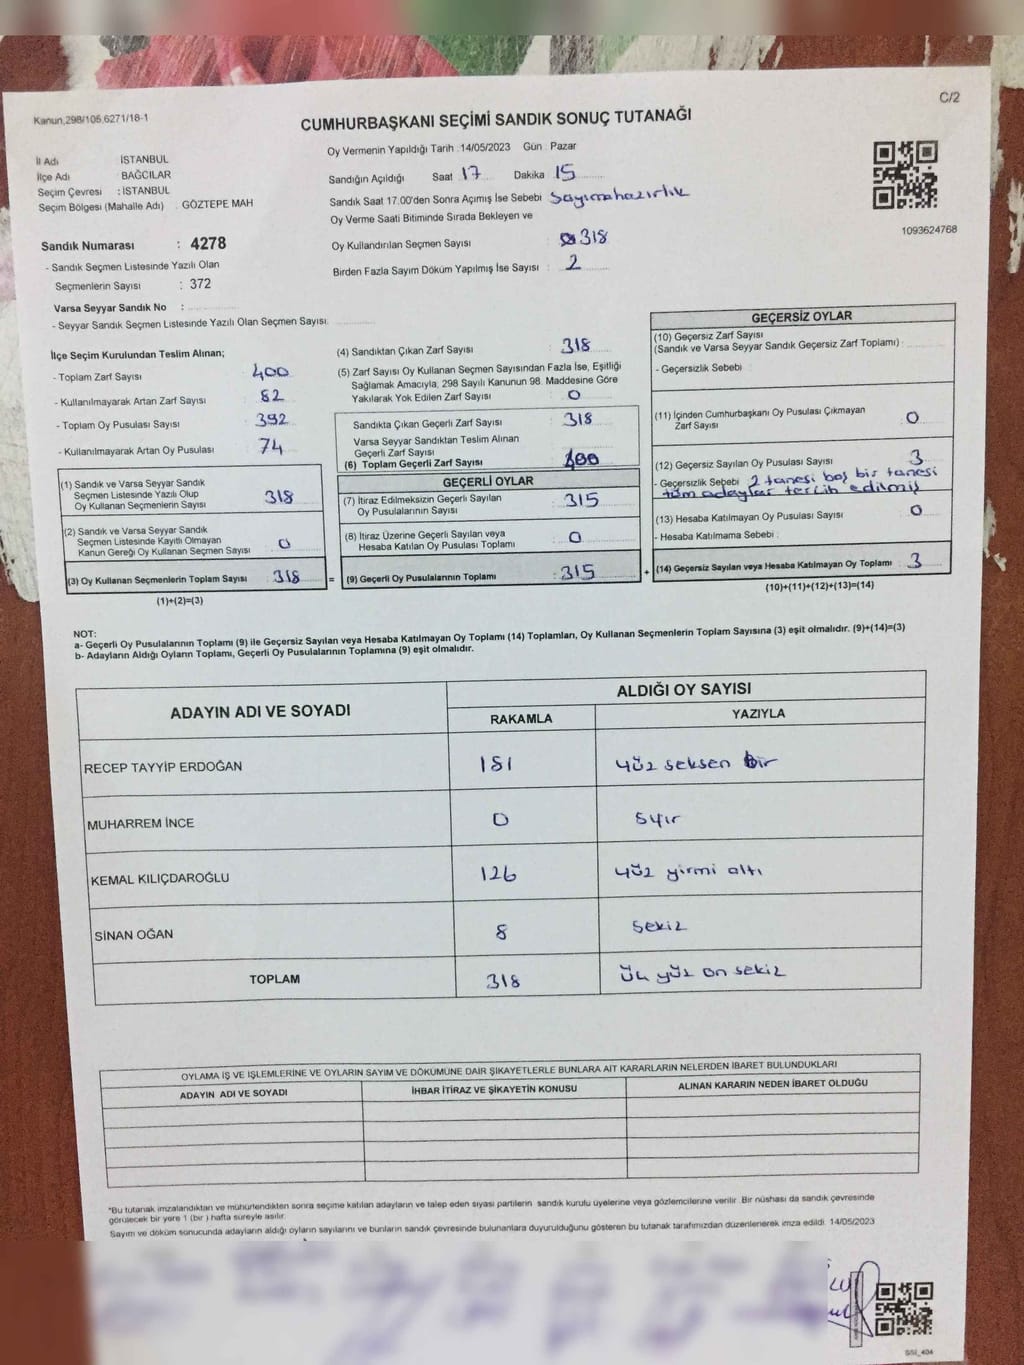 C/2
Kanun,298/105,6271/18-1
CUMHURBAŞKANI SEÇİMİ SANDIK SONUÇ TUTANAĞI
İl Adı İSTANBUL
İlçe Adı : BAĞCILAR
Seçim Çevresi : İSTANBUL
Seçim Bölgesi (Mahalle Adı) . GÖZTEPE MAH
Sandık Numarası : 4278
- Sandık Seçmen Listesinde Yazılı Olan
Seçmenlerin Sayısı : 372
Varsa Seyyar Sandık No :
- Seyyar Sandık Seçmen Listesinde Yazılı Olan Seçmen Sayısı:
Oy Vermenin Yapıldığı Tarih : 14/05/2023 Gün : Pazar
Sandığın Açıldığı Saat 17 Dakika 15
Sandık Saat 17.00'den Sonra Açımış İse Sebebi Sayıma hazırlık
Oy Verme Saati Bitiminde Sırada Bekleyen ve
Oy Kullandırılan Seçmen Sayısı : 318
Birden Fazla Sayım Döküm Yapılmış İse Sayısı : 2
1093624768
İlçe Seçim Kurulundan Teslim Alınan;
- Toplam Zarf Sayısı 400
- Kullanılmayarak Artan Zarf Sayısı 82
- Toplam Oy Pusulası Sayısı 392
- Kullanılmayarak Artan Oy Pusulası 74
(1) Sandık ve Varsa Seyyar Sandık
Seçmen Listesinde Yazılı Olup
Oy Kullanan Seçmenlerin Sayısı 318
(2) Sandık ve Varsa Seyyar Sandık
Seçmen Listesinde Kayıtlı Olmayan
Kanun Gereği Oy Kullanan Seçmen Sayısı 0
(3) Oy Kullanan Seçmenlerin Toplam Sayısı 318 =
(1)+(2)=(3)
(4) Sandıktan Çıkan Zarf Sayısı : 318
(5) Zarf Sayısı Oy Kullanan Seçmen Sayısından Fazla İse, Eşitliği
Sağlamak Amacıyla, 298 Sayılı Kanunun 98. Maddesine Göre
Yakılarak Yok Edilen Zarf Sayısı : 0
Sandıkta Çıkan Geçerli Zarf Sayısı : 318
Varsa Seyyar Sandıktan Teslim Alınan
Geçerli Zarf Sayısı
(6) Toplam Geçerli Zarf Sayısı 400
GEÇERLİ OYLAR
(7) İtiraz Edilmeksizin Geçerli Sayılan
Oy Pusulalarının Sayısı : 315
(8) İtiraz Üzerine Geçerli Sayılan veya
Hesaba Katılan Oy Pusulası Toplamı : 0
(9) Geçerli Oy Pusulalarının Toplamı : 315 +
GEÇERSİZ OYLAR
(10) Geçersiz Zarf Sayısı
(Sandık ve Varsa Seyyar Sandık Geçersiz Zarf Toplamı) :
- Geçersizlik Sebebi :
(11) İçinden Cumhurbaşkanı Oy Pusulası Çıkmayan
Zarf Sayısı 0
(12) Geçersiz Sayılan Oy Pusulası Sayısı : 3
- Geçersizlik Sebebi 2 tanesi boş bir tanesi
tüm adaylar tercih edilmiş
(13) Hesaba Katılmayan Oy Pusulası Sayısı : 0
- Hesaba Katılmama Sebebi :
(14) Geçersiz Sayılan veya Hesaba Katılmayan Oy Toplamı : 3
(10)+(11)+(12)+(13)=(14)
NOT:
a- Geçerli Oy Pusulalarının Toplamı (9) ile Geçersiz Sayılan veya Hesaba Katılmayan Oy Toplamı (14) Toplamları, Oy Kullanan Seçmenlerin Toplam Sayısına (3) eşit olmalıdır. (9)+(14)=(3)
b- Adayların Aldığı Oyların Toplamı, Geçerli Oy Pusulalarının Toplamına (9) eşit olmalıdır.
ADAYIN ADI VE SOYADI ALDIĞI OY SAYISI
RAKAMLA YAZIYLA
RECEP TAYYİP ERDOĞAN 181 yüz seksen bir
MUHARREM İNCE 0 sıfır
KEMAL KILIÇDAROĞLU 126 yüz yirmi altı
SİNAN OĞAN 8 sekiz
TOPLAM 318 üç yüz on sekiz
OYLAMA İŞ VE İŞLEMLERİNE VE OYLARIN SAYIM VE DÖKÜMÜNE DAİR ŞİKAYETLERLE BUNLARA AİT KARARLARIN NELERDEN İBARET BULUNDUKLARI
ADAYIN ADI VE SOYADI İHBAR İTİRAZ VE ŞİKAYETİN KONUSU ALINAN KARARIN NEDEN İBARET OLDUĞU
*Bu tutanak imzalandıktan ve mühürlendikten sonra seçime katılan adayların ve talep eden siyasi partilerin sandık kurulu üyelerine veya gözlemcilerine verilir. Bir nüshası da sandık çevresinde
görülecek bir yere 1 (bir ) hafta süreyle asılır.
Sayım ve döküm sonucunda adayların aldığı oyların sayılarını ve bunların sandık çevresinde bulunanlara duyurulduğunu gösteren bu tutanak tarafımızdan düzenlenerek imza edildi. 14/05/2023